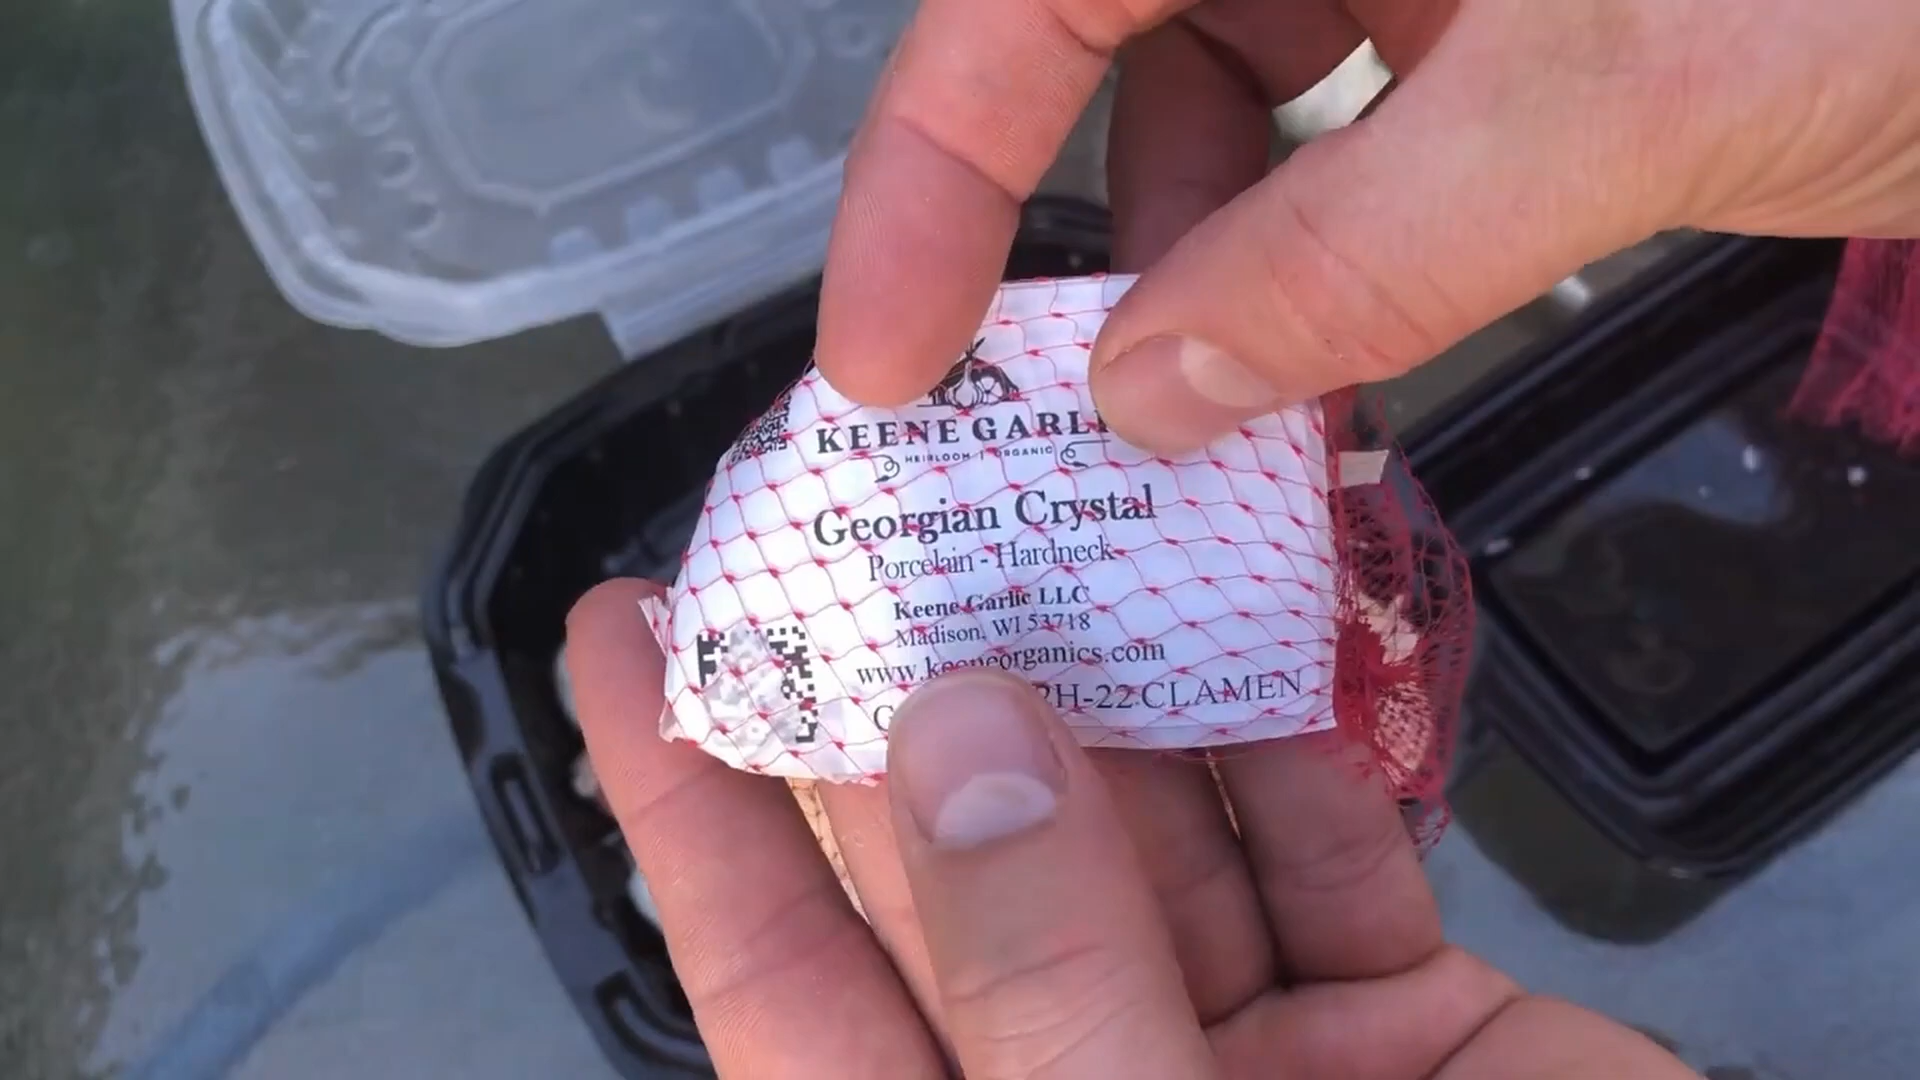 KEENE GARLI
HEIRLOOM | ORGANIC
Georgian Crystal
Porcelain - Hardneck
Keene Garlic LLC
Madison, WI 53718
www.keeneorganics.com
2H-22 CLAMEN